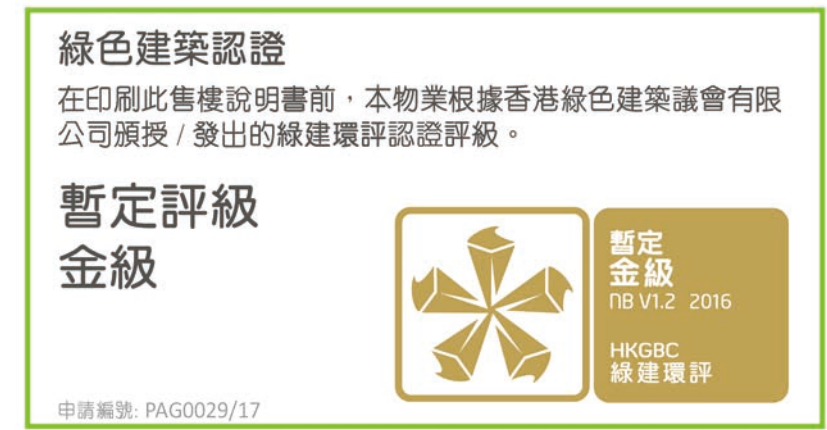 綠色建築認證
在印刷此售樓說明書前，本物業根據香港綠色建築議會有限
公司頒授 / 發出的綠建環評認證評級。
暫定評級
金級
暫定
金級
NB V1.2 2016
HKGBC
綠建環評
申請編號: PAG0029/17